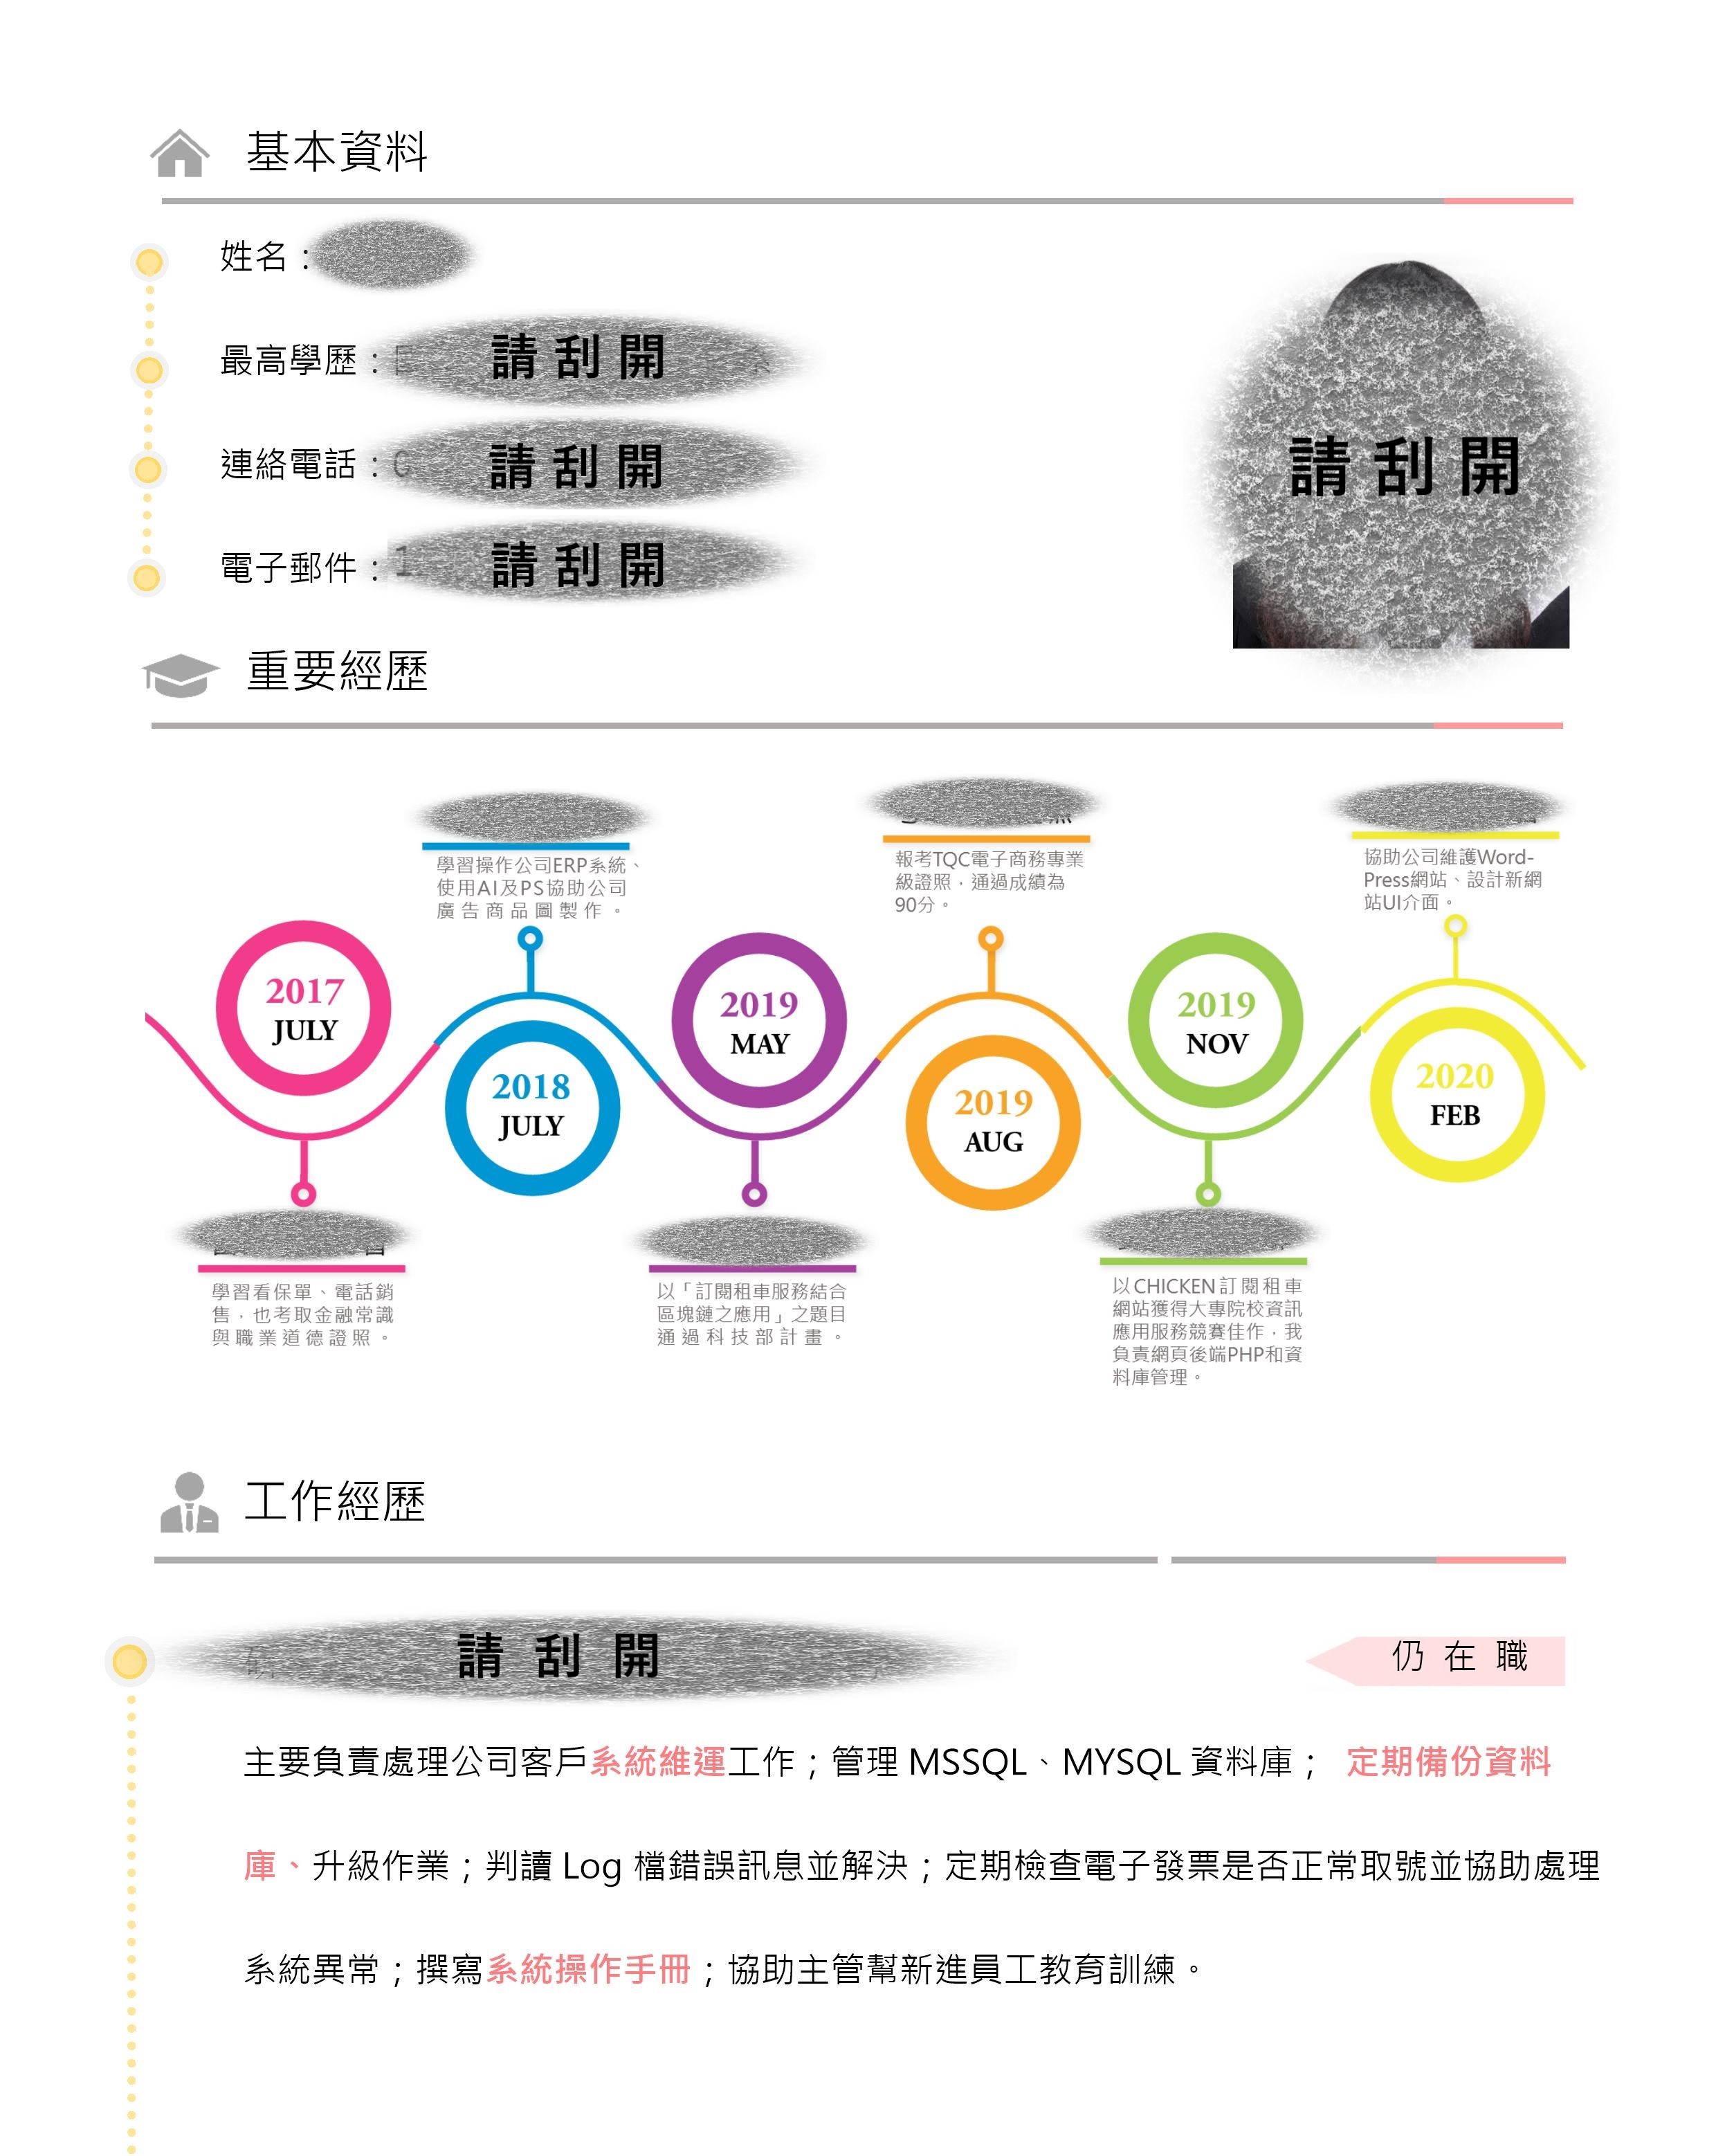 基本資料
姓名：
最高學歷：
請刮開
連絡電話：
請刮開
電子郵件：
請刮開
請刮開
重要經歷
學習操作公司ERP系統、
使用AI及PS協助公司
廣告商品圖製作。
報考TQC電子商務專業
級證照，通過成績為
90分。
協助公司維護Word-
Press網站、設計新網
站UI介面。
2017
JULY
2018
JULY
2019
MAY
2019
AUG
2019
NOV
2020
FEB
學習看保單、電話銷
售，也考取金融常識
與職業道德證照。
以「訂閱租車服務結合
區塊鏈之應用」之題目
通過科技部計畫。
以CHICKEN訂閱租車
網站獲得大專院校資訊
應用服務競賽佳作，我
負責網頁後端PHP和資
料庫管理。
工作經歷
請刮開
仍在職
主要負責處理公司客戶系統維運工作；管理 MSSQL、MYSQL 資料庫； 定期備份資料
庫、升級作業；判讀 Log 檔錯誤訊息並解決；定期檢查電子發票是否正常取號並協助處理
系統異常；撰寫系統操作手冊；協助主管幫新進員工教育訓練。